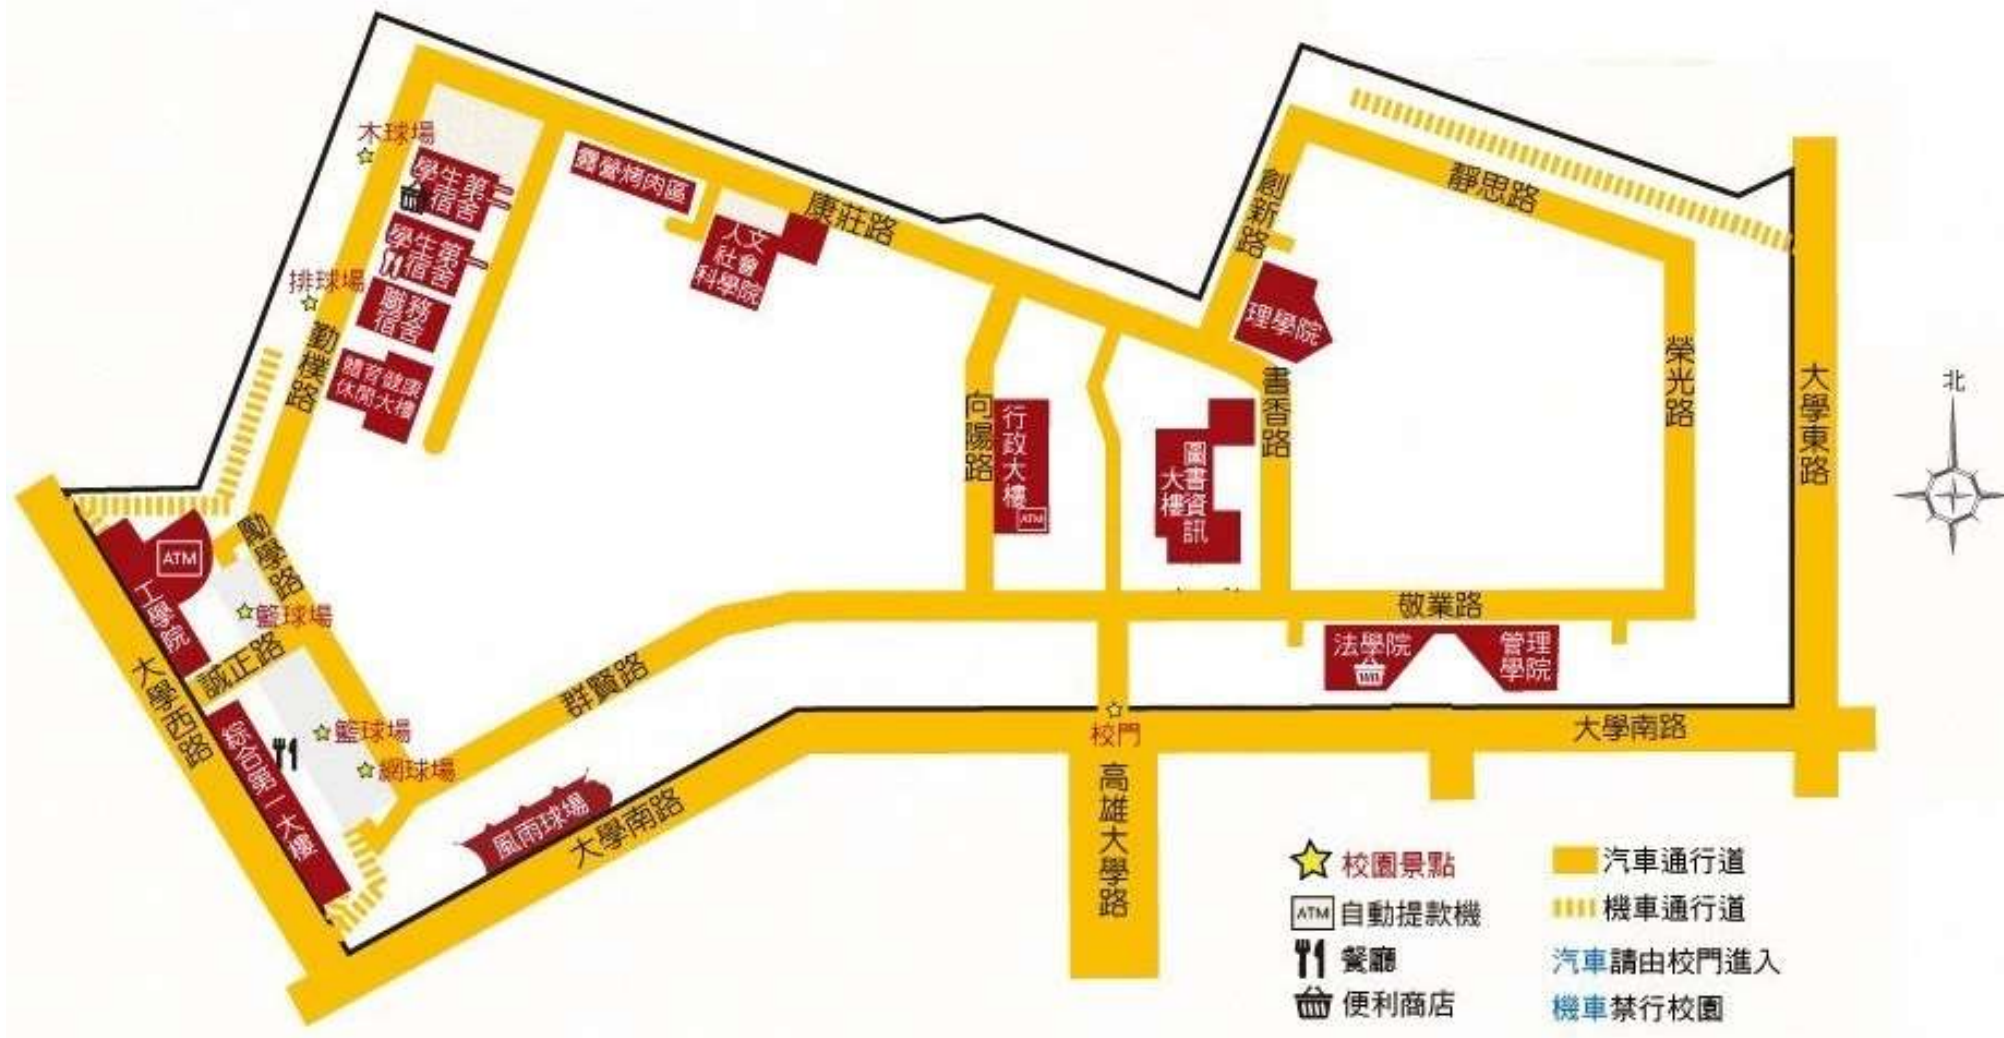 木球場
學生第
宿舍
學生第
宿舍
職務
宿舍
排球場
勤樸路
體育健康
休閒大樓
露營烤肉區
人文
社會
科學院
康莊路
創新路
靜思路
理學院
榮光路
大學東路
北
向陽路
行政大樓
ATM
圖書資訊
大樓
書香路
勵學路
ATM
工學院
籃球場
誠正路
大學西路
綜合第一大樓
籃球場
網球場
群賢路
風雨球場
大學南路
敬業路
法學院
管理
學院
校門
大學南路
高雄大學路
校園景點
ATM 自動提款機
餐廳
便利商店
汽車通行道
機車通行道
汽車請由校門進入
機車禁行校園